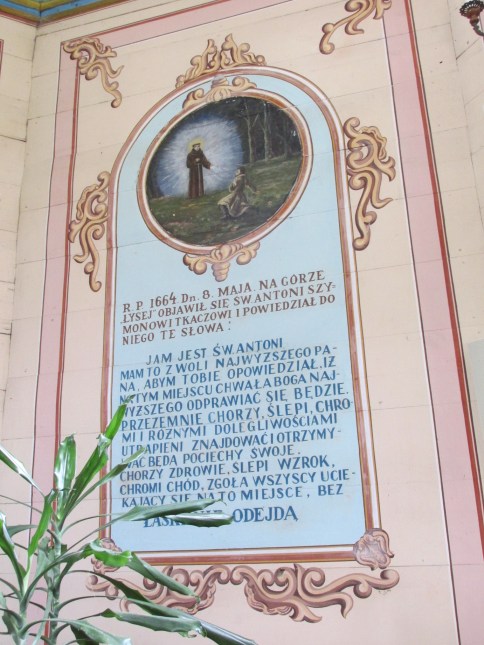 R. P. 1664. Dn. 8. MAJA. NA GÓRZE
„ŁYSEJ” OBJAWIŁ SIĘ ŚW. ANTONI SZY-
MONOWI TKACZOWI I POWIEDZIAŁ DO
NIEGO TE SŁOWA:
JAM JEST ŚW. ANTONI
MAM TO Z WOLI NAJWYŻSZEGO PA-
NA, ABYM TOBIE OPOWIEDZIAŁ, IŻ
NA TYM MIEJSCU CHWAŁA BOGA NAJ-
WYŻSZEGO ODPRAWIAĆ SIĘ BĘDZIE.
PRZEZEMNIE CHORZY, ŚLEPI, CHRO-
MI I RÓŻNYMI DOLEGLIWOŚCIAMI
UTRAPIENI ZNAJDOWAĆ I OTRZYMY-
WAĆ BĘDĄ POCIECHY SWOJE.
CHORZY ZDROWIE, ŚLEPI WZROK,
CHROMI CHÓD, ZGOŁA WSZYSCY UCIE-
KAJĄCY SIĘ NA TO MIEJSCE, BEZ
ODEJDĄ